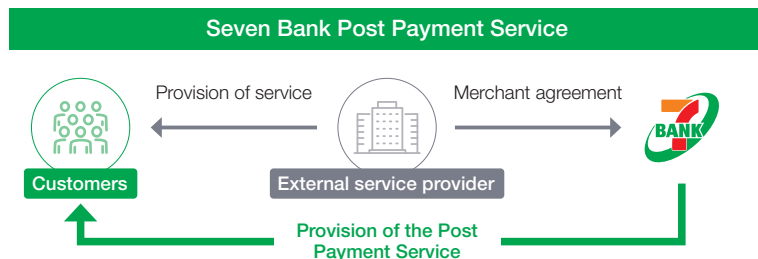 Seven Bank Post Payment Service
Provision of service
Merchant agreement
7 BANK
Customers
External service provider
Provision of the Post
Payment Service